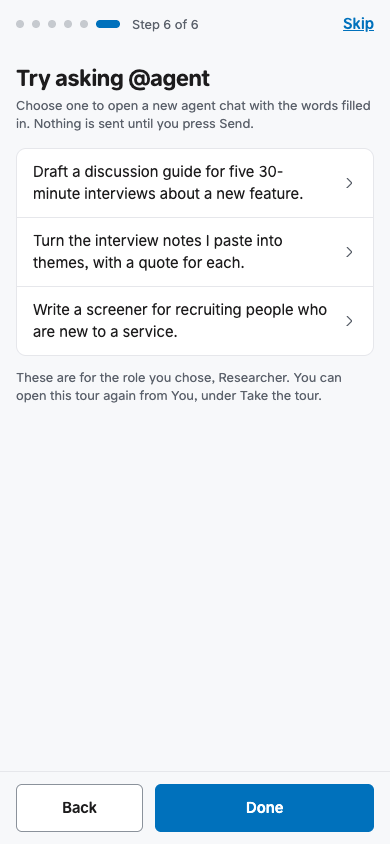 Step 6 of 6
Skip
Try asking @agent
Choose one to open a new agent chat with the words filled
in. Nothing is sent until you press Send.
Draft a discussion guide for five 30-
minute interviews about a new feature.
Turn the interview notes I paste into
themes, with a quote for each.
Write a screener for recruiting people who
are new to a service.
These are for the role you chose, Researcher. You can
open this tour again from You, under Take the tour.
Back
Done